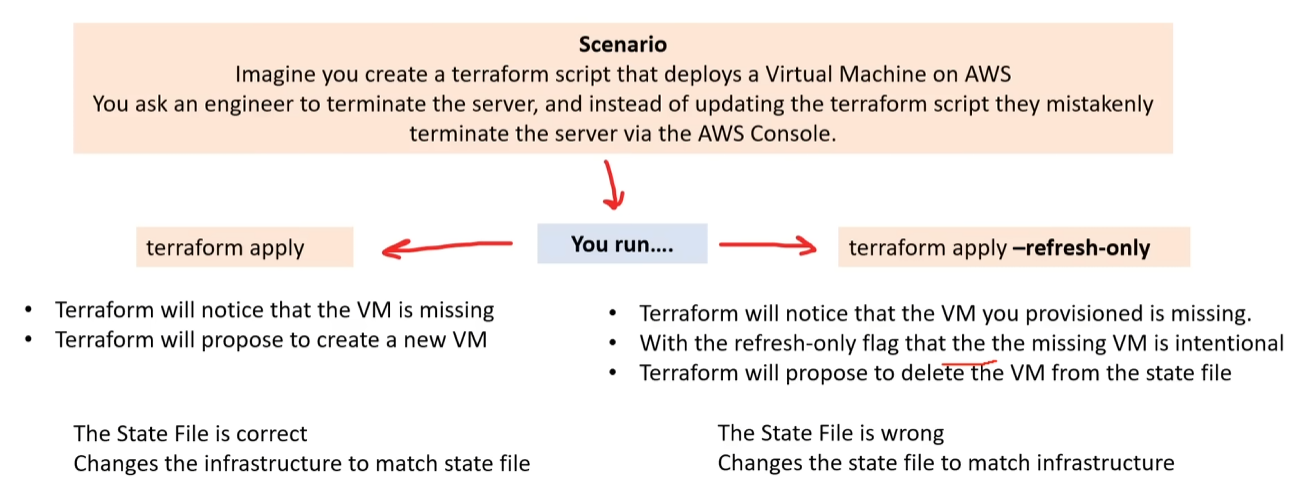 Scenario
Imagine you create a terraform script that deploys a Virtual Machine on AWS
You ask an engineer to terminate the server, and instead of updating the terraform script they mistakenly
terminate the server via the AWS Console.
You run....
terraform apply
• Terraform will notice that the VM is missing
• Terraform will propose to create a new VM
The State File is correct
Changes the infrastructure to match state file
terraform apply –refresh-only
• Terraform will notice that the VM you provisioned is missing.
• With the refresh-only flag that the the missing VM is intentional
• Terraform will propose to delete the VM from the state file
The State File is wrong
Changes the state file to match infrastructure